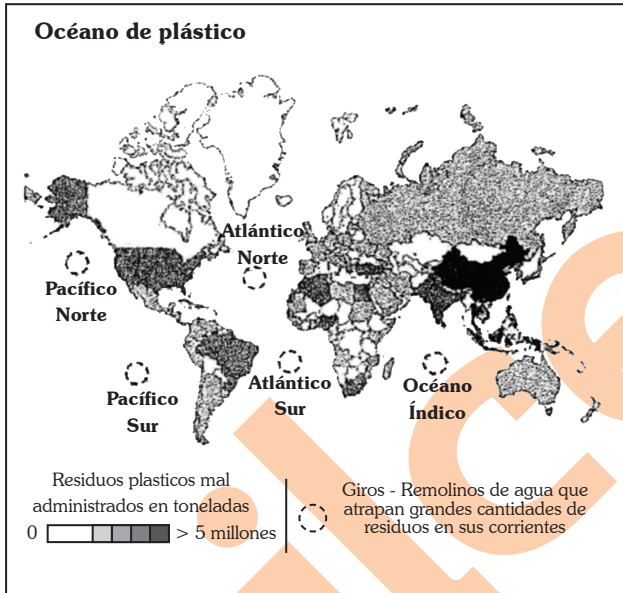 Océano de plástico
Atlántico
Norte
Pacífico
Norte
Pacífico
Sur
Atlántico
Sur
Océano
Índico
Residuos plasticos mal
administrados en toneladas
0 > 5 millones
Giros - Remolinos de agua que
atrapan grandes cantidades de
residuos en sus corrientes